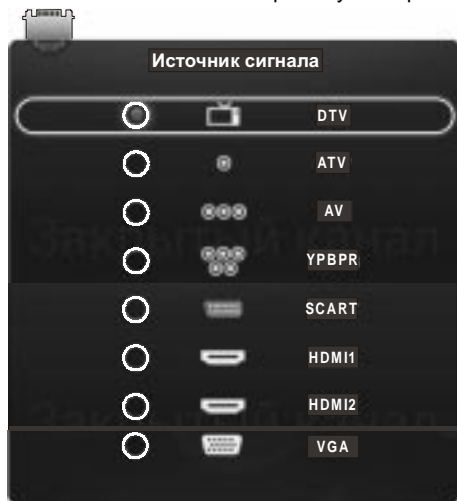 Источник сигнала
DTV
ATV
AV
YPBPR
SCART
HDMI1
HDMI2
VGA